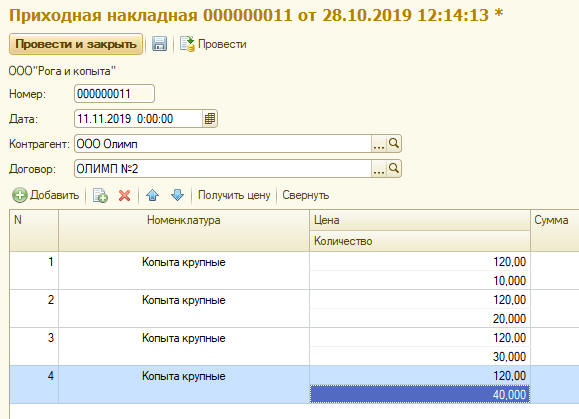 Приходная накладная 000000011 от 28.10.2019 12:14:13 *
Провести и закрыть Провести
ООО"Рога и копыта"
Номер: 000000011
Дата: 11.11.2019 0:00:00
Контрагент: ООО Олимп ...
Договор: ОЛИМП №2 ...
Добавить Получить цену Свернуть
N Номенклатура Цена Сумма
Количество
1 Копыта крупные 120,00
10,000
2 Копыта крупные 120,00
20,000
3 Копыта крупные 120,00
30,000
4 Копыта крупные 120,00
40,000